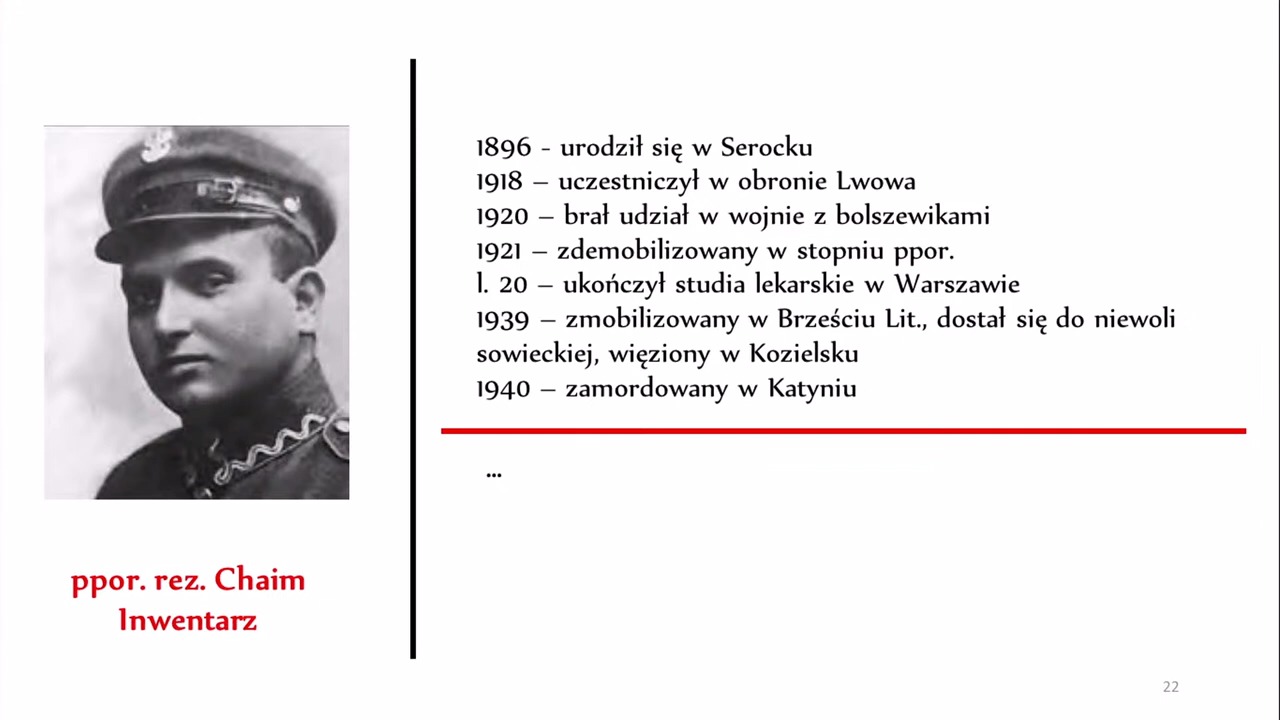 1896 - urodził się w Serocku
1918 – uczestniczył w obronie Lwowa
1920 – brał udział w wojnie z bolszewikami
1921 – zdemobilizowany w stopniu ppor.
l. 20 – ukończył studia lekarskie w Warszawie
1939 – zmobilizowany w Brześciu Lit., dostał się do niewoli
sowieckiej, więziony w Kozielsku
1940 – zamordowany w Katyniu
...
ppor. rez. Chaim
Inwentarz
22